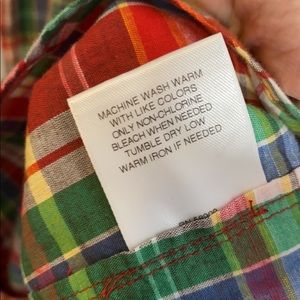 MACHINE WASH WARM
WITH LIKE COLORS
ONLY NON-CHLORINE
BLEACH WHEN NEEDED
TUMBLE DRY LOW
WARM IRON IF NEEDED